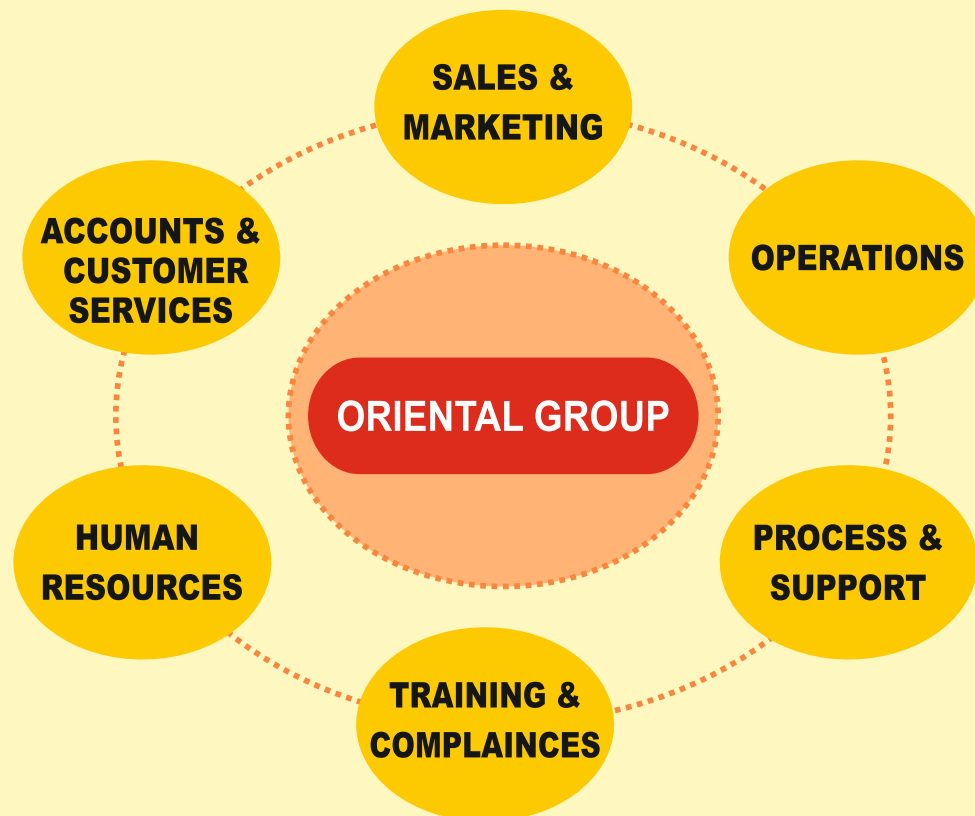 SALES &
MARKETING
OPERATIONS
ACCOUNTS &
CUSTOMER
SERVICES
ORIENTAL GROUP
HUMAN
RESOURCES
PROCESS &
SUPPORT
TRAINING &
COMPLAINCES